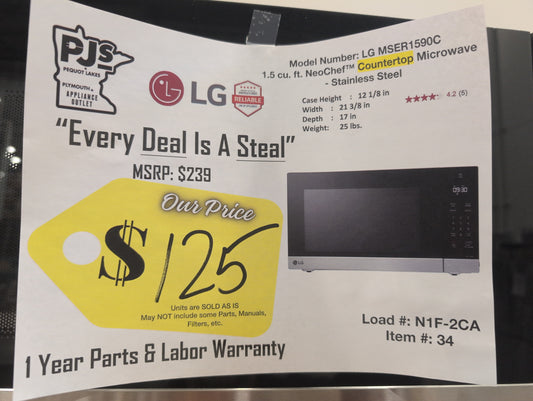 PJS
PEQUOT LAKES
PLYMOUTH
APPLIANCE
OUTLET
LG
RELIABLE
Model Number: LG MSER1590C
1.5 cu. ft. NeoChef™ Countertop Microwave
- Stainless Steel
Case Height : 12 1/8 in
Width : 21 3/8 in
Depth : 17 in
Weight: 25 lbs.
4.2 (5)
"Every Deal Is A Steal"
MSRP: $239
Our Price
$125
Units are SOLD AS IS
May NOT include some Parts, Manuals,
Filters, etc.
LG
Load #: N1F-2CA
Item #: 34
1 Year Parts & Labor Warranty